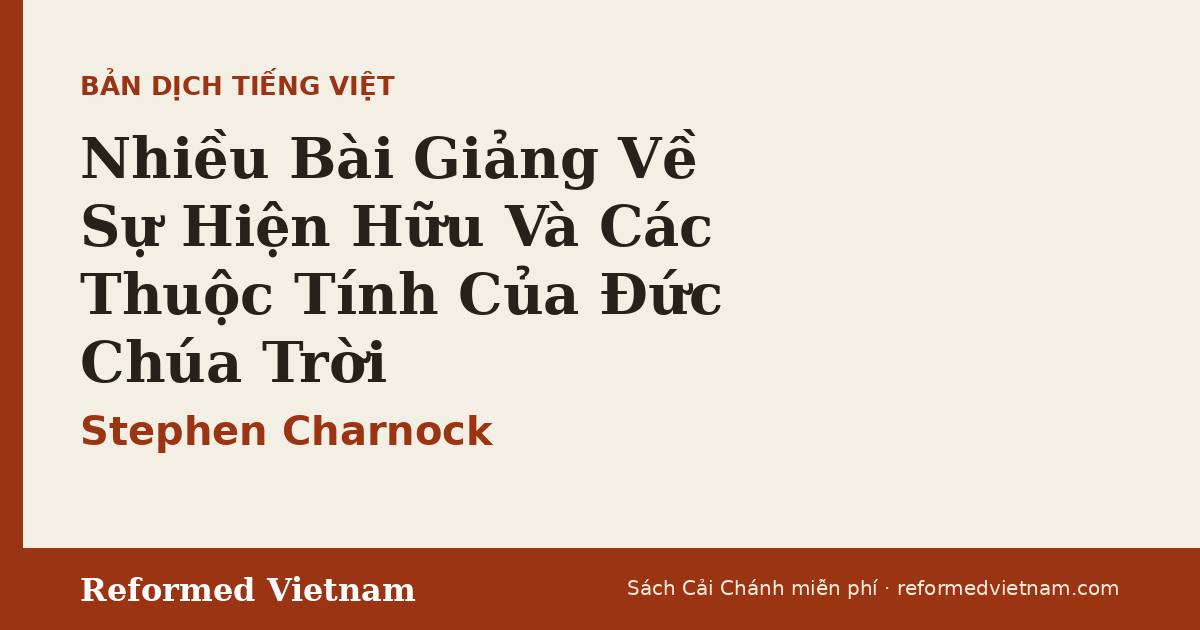 BẢN DỊCH TIẾNG VIỆT
Nhiều Bài Giảng Về
Sự Hiện Hữu Và Các
Thuộc Tính Của Đức
Chúa Trời
Stephen Charnock
Reformed Vietnam
Sách Cải Chánh miễn phí · reformedvietnam.com